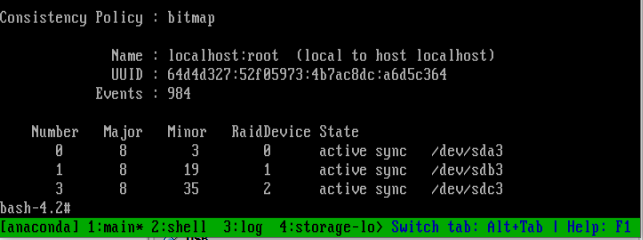 Consistency Policy : bitmap
Name : localhost:root (local to host localhost)
UUID : 64d4d327:52f05973:4b7ac8dc:a6d5c364
Events : 984
Number Major Minor RaidDevice State
0 8 3 0 active sync /dev/sda3
1 8 19 1 active sync /dev/sdb3
3 8 35 2 active sync /dev/sdc3
bash-4.2#
[anaconda] 1:main* 2:shell 3:log 4:storage-lo> Switch tab: Alt+Tab | Help: F1